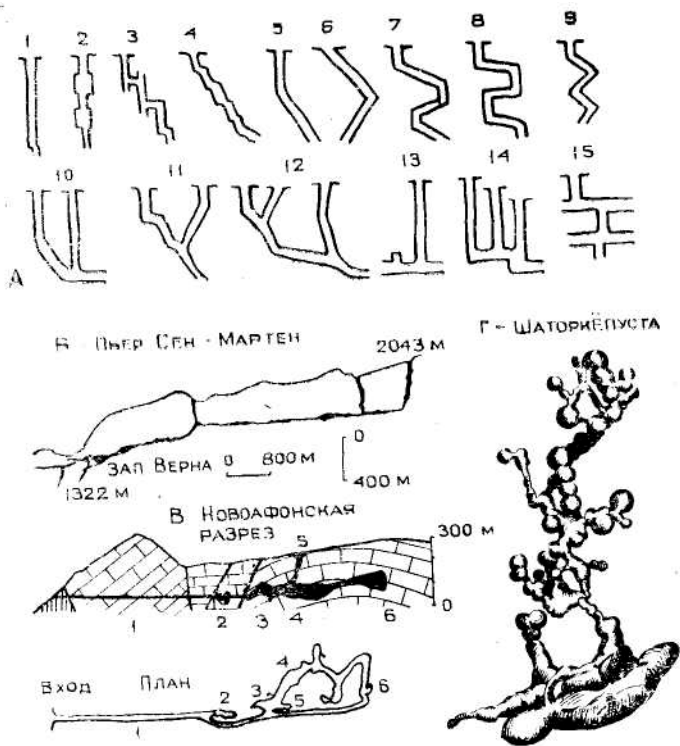 1 2 3 4 5 6 7 8 9
10 11 12 13 14 15
А
Б - Пьер Сен - Мартен
2043 м
Зал Верна 0 800 м
0
400 м
1322 м
В Новоафонская
разрез
300 м
0
5
1 2 3 4 6
Вход План
1 2 3 4 5 6
Г - Шаторкёпуста